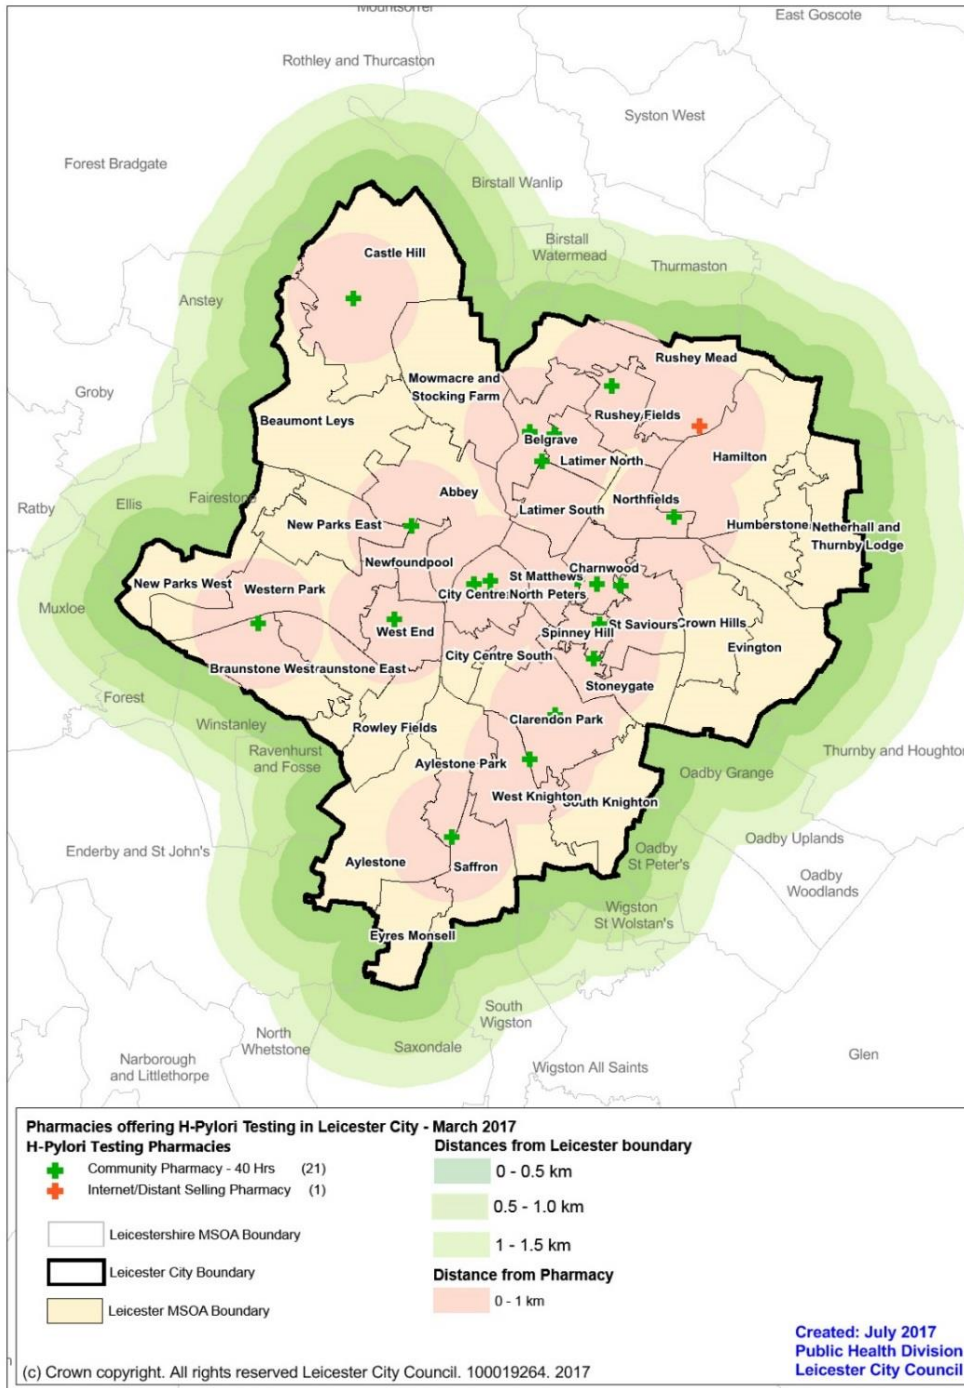 Mountsorrel
East Goscote
Rothley and Thurcaston
Syston West
Forest Bradgate
Birstall Wanlip
Birstall
Watermead
Castle Hill
Thurmaston
Anstey
Rushey Mead
Mowmacre and
Stocking Farm
Groby
Beaumont Leys
Rushey Fields
Belgrave
Latimer North
Hamilton
Abbey
Ellis
Fairestone
Northfields
Ratby
Latimer South
New Parks East
Humberstone
Netherhall and
Thurnby Lodge
Newfoundpool
Charnwood
St Matthews
New Parks West
Western Park
City Centre
North
Peters
Muxloe
West End
Spinney Hill
St Saviours
Crown Hills
Evington
City Centre South
Braunstone West
raunstone East
Stoneygate
Forest
Winstanley
Rowley Fields
Clarendon Park
Ravenhurst
and Fosse
Thurnby and Houghton
Aylestone Park
Oadby Grange
West Knighton
South Knighton
Oadby Uplands
Enderby and St John's
Aylestone
Saffron
Oadby
St Peter's
Oadby
Woodlands
Wigston
St Wolstan's
Eyres Monsell
South
Wigston
North
Whetstone
Saxondale
Narborough
and Littlethorpe
Wigston All Saints
Glen
Pharmacies offering H-Pylori Testing in Leicester City - March 2017
H-Pylori Testing Pharmacies
Community Pharmacy - 40 Hrs (21)
Internet/Distant Selling Pharmacy (1)
Leicestershire MSOA Boundary
Leicester City Boundary
Leicester MSOA Boundary
Distances from Leicester boundary
0 - 0.5 km
0.5 - 1.0 km
1 - 1.5 km
Distance from Pharmacy
0 - 1 km
Created: July 2017
Public Health Division
Leicester City Council
(c) Crown copyright. All rights reserved Leicester City Council. 100019264. 2017